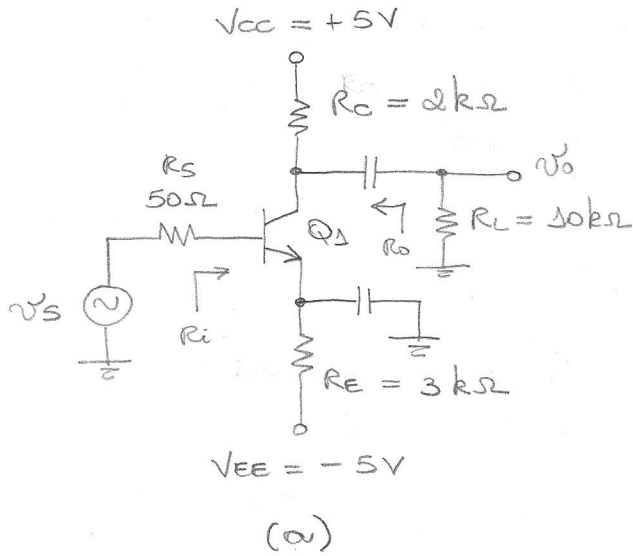 VCC = +5V
RC = 2kΩ
RS
50Ω
vo
Q1
Ro
RL = 10kΩ
vs
Ri
RE = 3kΩ
VEE = -5V
(a)